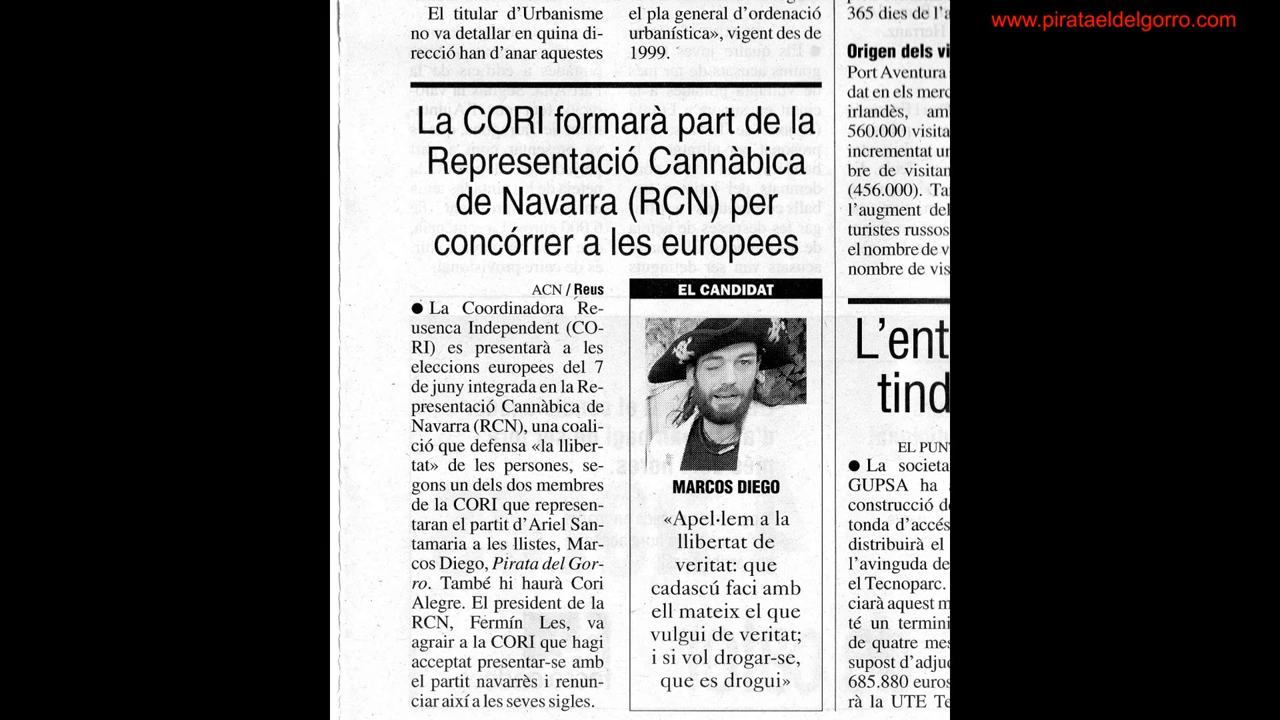 www.pirataeldelgorro.com
El titular d'Urbanisme
no va detallar en quina di-
recció han d'anar aquestes
el pla general d'ordenació
urbanística», vigent des de
1999.
La CORI formarà part de la
Representació Cannàbica
de Navarra (RCN) per
concórrer a les europees
ACN / Reus
● La Coordinadora Re-
usenca Independent (CO-
RI) es presentarà a les
eleccions europees del 7
de juny integrada en la Re-
presentació Cannàbica de
Navarra (RCN), una coali-
ció que defensa «la lliber-
tat» de les persones, se-
gons un dels dos membres
de la CORI que represen-
taran el partit d'Ariel San-
tamaria a les llistes, Mar-
cos Diego, Pirata del Gor-
ro. També hi haurà Cori
Alegre. El president de la
RCN, Fermín Les, va
agrair a la CORI que hagi
acceptat presentar-se amb
el partit navarrès i renun-
ciar així a les seves sigles.
EL CANDIDAT
MARCOS DIEGO
«Apel·lem a la
llibertat de
veritat: que
cadascú faci amb
ell mateix el que
vulgui de veritat;
i si vol drogar-se,
que es drogui»
365 dies de l'a
Origen dels vi
Port Aventura
dat en els merc
irlandès, am
560.000 visita
incrementat un
bre de visitan
(456.000). Ta
l'augment del
turistes russos
el nombre de v
nombre de vis
L'ent
tind
EL PUNT
● La societa
GUPSA ha
construcció de
tonda d'accés
distribuirà el
l'avinguda de
el Tecnoparc.
ciarà aquest m
té un termini
de quatre mes
supost d'adju
685.880 euros
rà la UTE Te